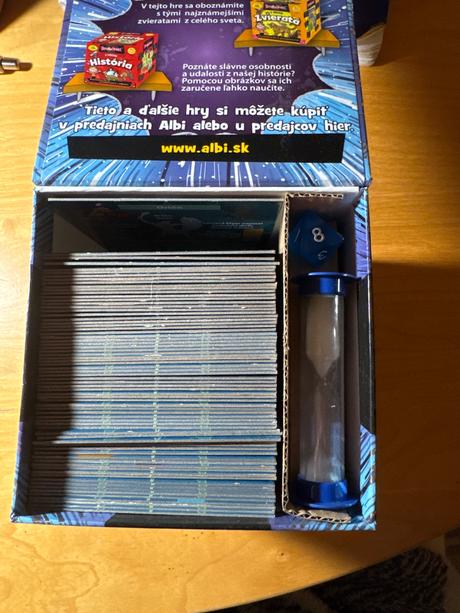 V tejto hre sa oboznámite
s tými najznámejšími
zvieratami z celého sveta.
Zvieratá
História
Poznáte slávne osobnosti
a udalosti z našej histórie?
Pomocou obrázkov sa ich
zaručene ľahko naučíte.
Tieto a ďalšie hry si môžete kúpiť
v predajniach Albi alebo u predajcov hier.
www.albi.sk
8